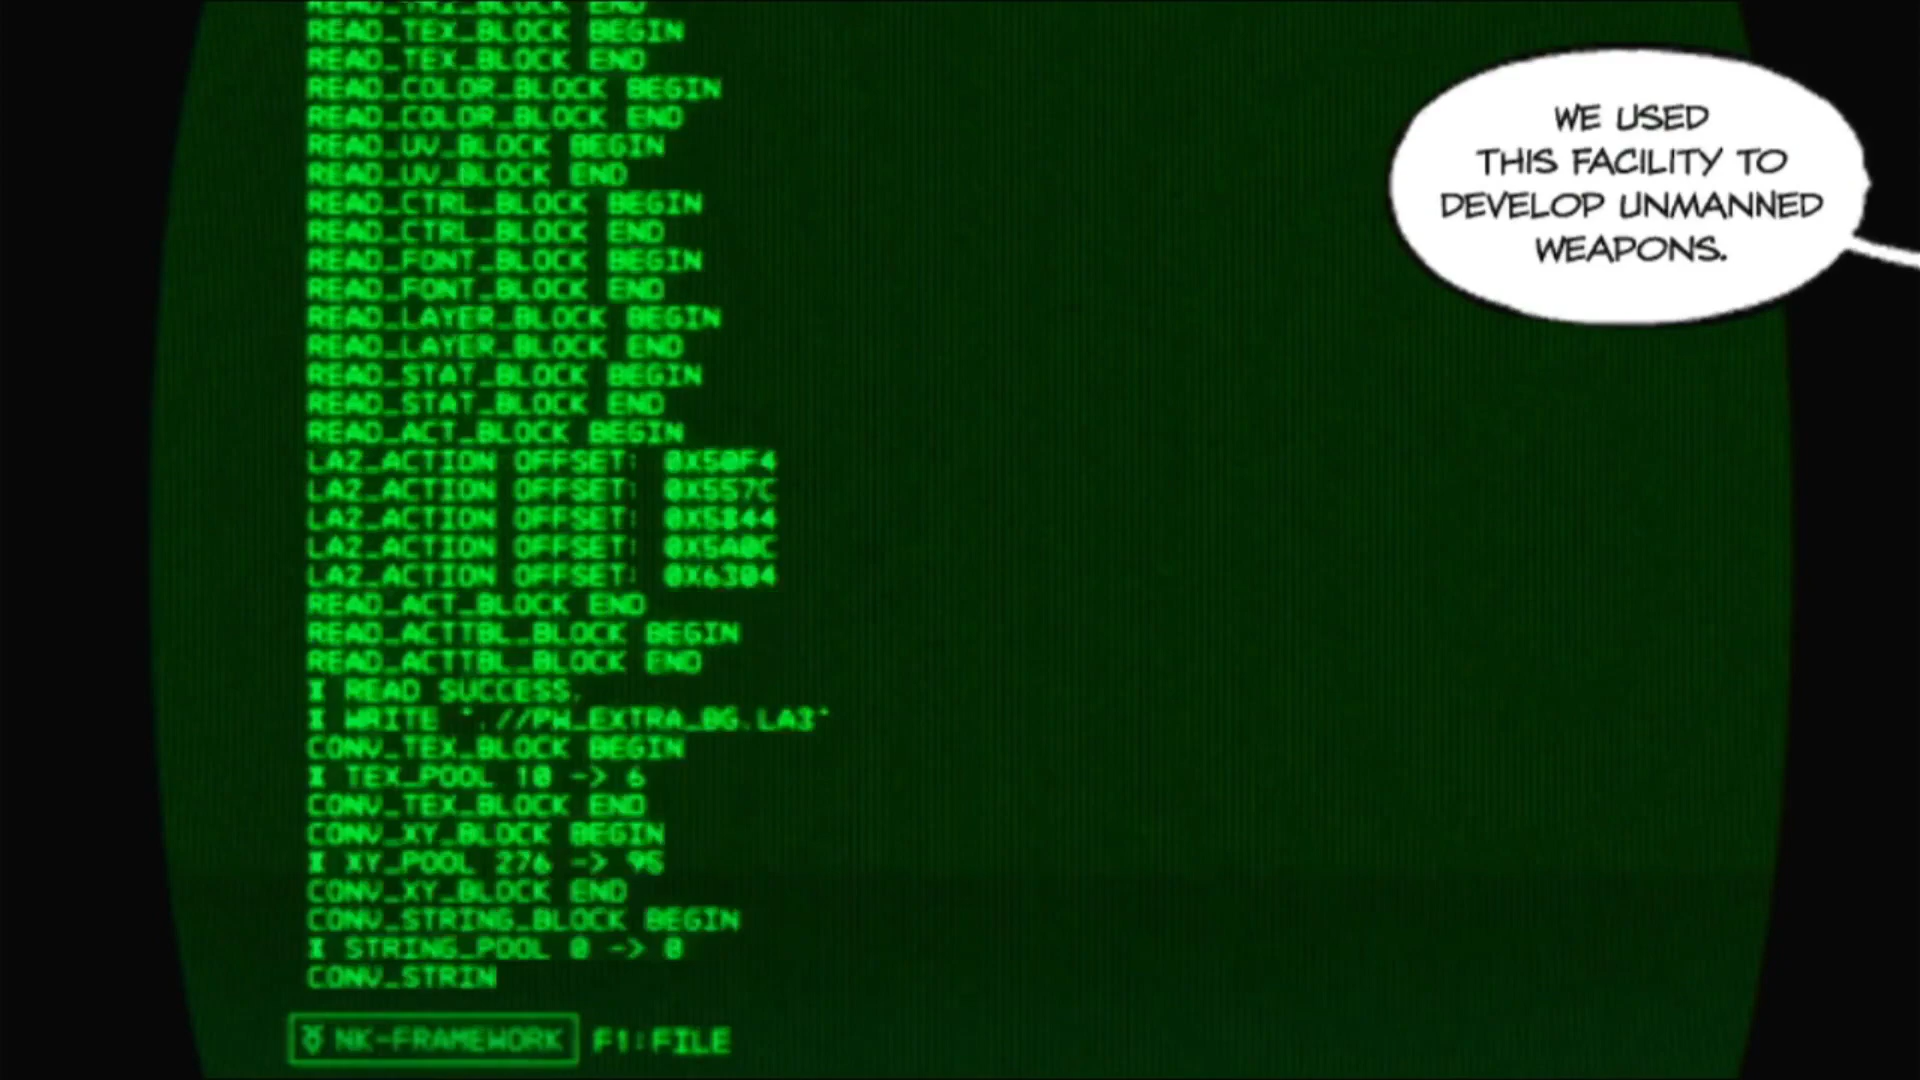 READ_TEX_BLOCK BEGIN
READ_TEX_BLOCK END
READ_COLOR_BLOCK BEGIN
READ_COLOR_BLOCK END
READ_UV_BLOCK BEGIN
READ_UV_BLOCK END
READ_CTRL_BLOCK BEGIN
READ_CTRL_BLOCK END
READ_FONT_BLOCK BEGIN
READ_FONT_BLOCK END
READ_LAYER_BLOCK BEGIN
READ_LAYER_BLOCK END
READ_STAT_BLOCK BEGIN
READ_STAT_BLOCK END
READ_ACT_BLOCK BEGIN
LA2_ACTION OFFSET: 0X50F4
LA2_ACTION OFFSET: 0X557C
LA2_ACTION OFFSET: 0X5844
LA2_ACTION OFFSET: 0X5A0C
LA2_ACTION OFFSET: 0X6304
READ_ACT_BLOCK END
READ_ACTTBL_BLOCK BEGIN
READ_ACTTBL_BLOCK END
I READ SUCCESS.
I WRITE ".//PW_EXTRA_BG.LA3"
CONV_TEX_BLOCK BEGIN
I TEX_POOL 10 -> 6
CONV_TEX_BLOCK END
CONV_XY_BLOCK BEGIN
I XY_POOL 276 -> 95
CONV_XY_BLOCK END
CONV_STRING_BLOCK BEGIN
I STRING_POOL 0 -> 0
CONV_STRIN
NK-FRAMEWORK F1:FILE
WE USED
THIS FACILITY TO
DEVELOP UNMANNED
WEAPONS.